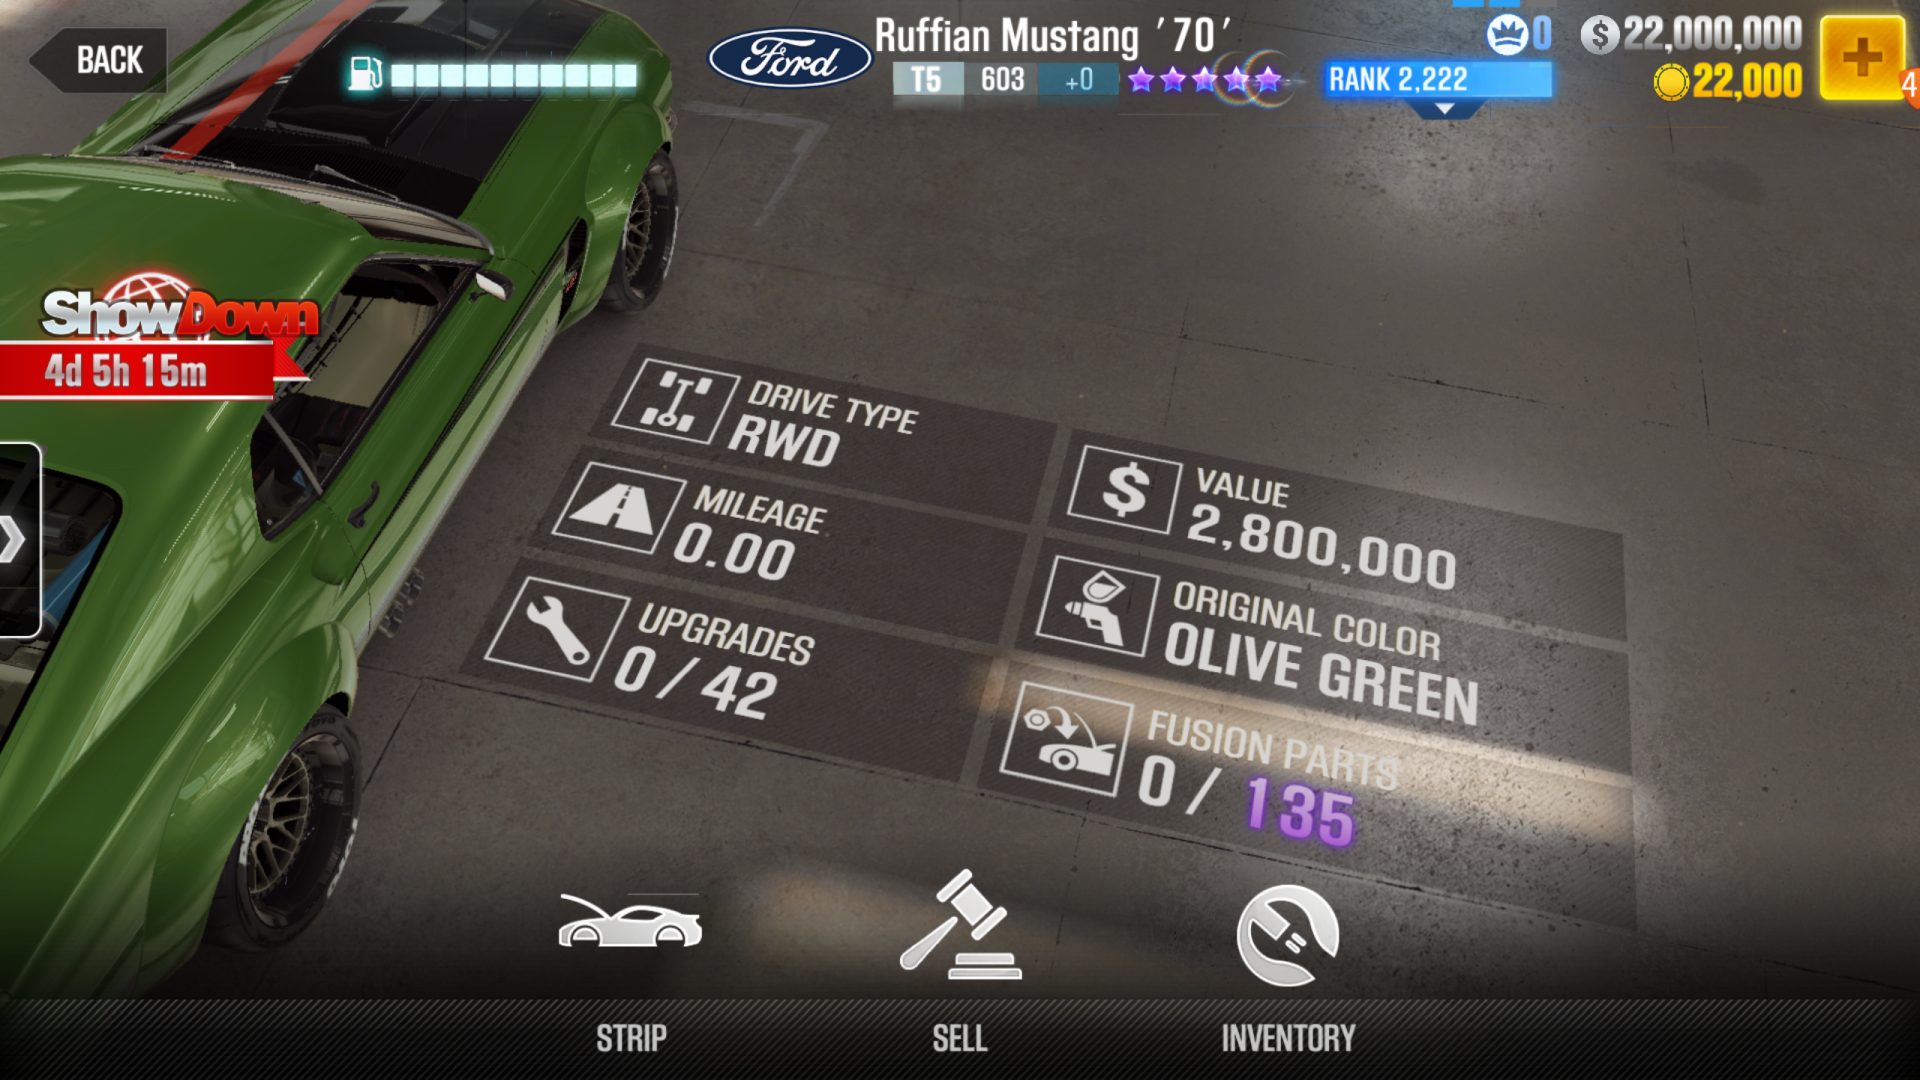 BACK
Ford
Ruffian Mustang '70'
T5 603 +0
RANK 2,222
0
22,000,000
22,000
4
ShowDown
4d 5h 15m
DRIVE TYPE
RWD
MILEAGE
0.00
UPGRADES
0/42
VALUE
2,800,000
ORIGINAL COLOR
OLIVE GREEN
FUSION PARTS
0/ 135
STRIP
SELL
INVENTORY